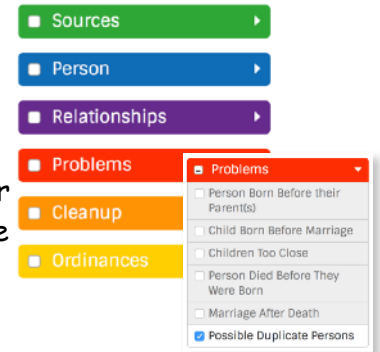 Sources
Person
Relationships
Problems
r
Cleanup
e
Ordinances
Problems
Person Born Before their
Parent(s)
Child Born Before Marriage
Children Too Close
Person Died Before They
Were Born
Marriage After Death
Possible Duplicate Persons